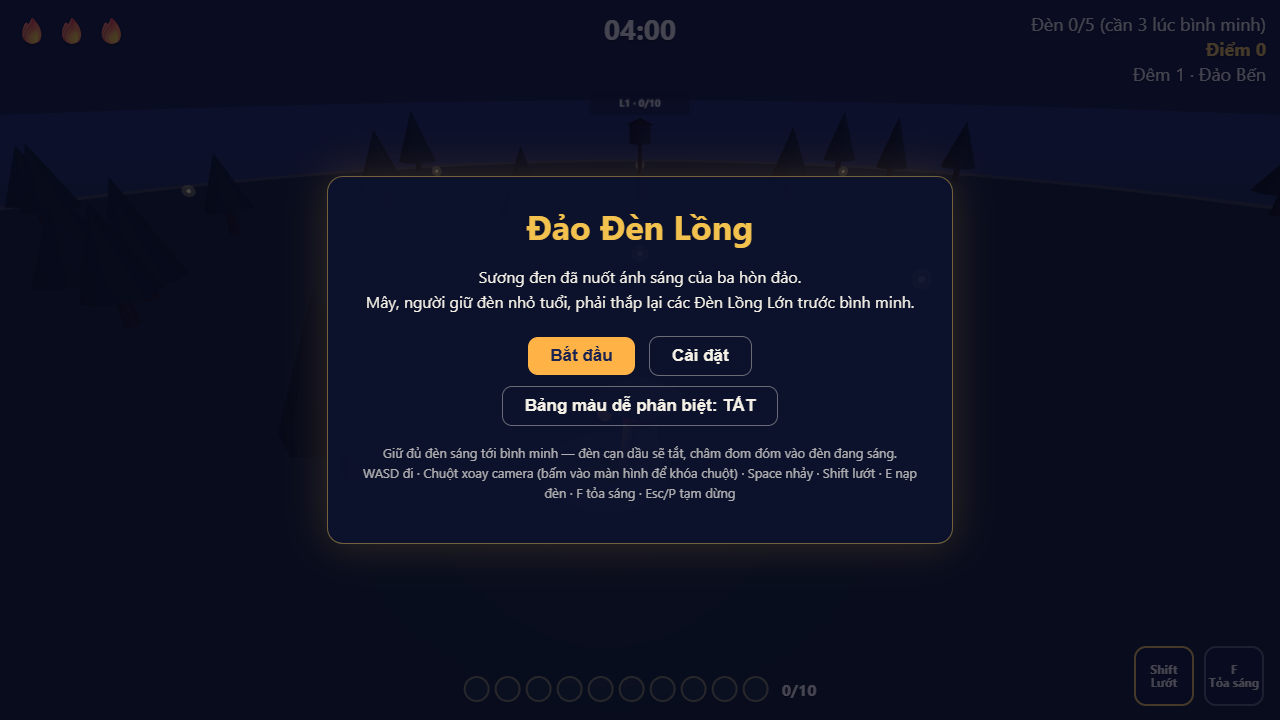 04:00
Đèn 0/5 (cần 3 lúc bình minh)
Điểm 0
Đêm 1 · Đảo Bến
L1 · 0/10
Đảo Đèn Lồng
Sương đen đã nuốt ánh sáng của ba hòn đảo.
Mây, người giữ đèn nhỏ tuổi, phải thắp lại các Đèn Lồng Lớn trước bình minh.
Bắt đầu
Cài đặt
Bảng màu dễ phân biệt: TẮT
Giữ đủ đèn sáng tới bình minh — đèn cạn dầu sẽ tắt, châm đom đóm vào đèn đang sáng.
WASD đi · Chuột xoay camera (bấm vào màn hình để khóa chuột) · Space nhảy · Shift lướt · E nạp
đèn · F tỏa sáng · Esc/P tạm dừng
0/10
Shift
Lướt
F
Tỏa sáng